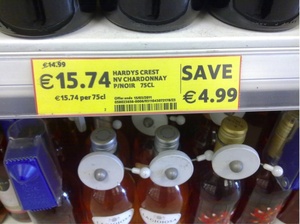 €14.99
€15.74
€15.74 per 75cl
HARDYS CREST
NV CHARDONNAY
P/NOIR 75CL
SAVE
€4.99